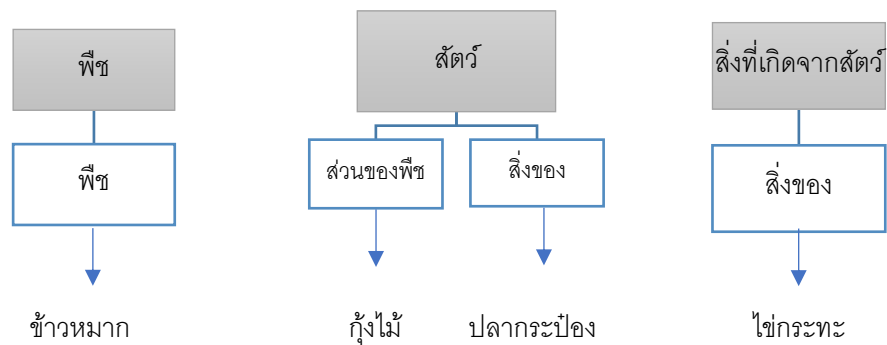 พืช
สัตว์
สิ่งที่เกิดจากสัตว์
พืช
ส่วนของพืช
สิ่งของ
สิ่งของ
ข้าวหมาก
กุ้งไม้
ปลากระป๋อง
ไข่กระทะ